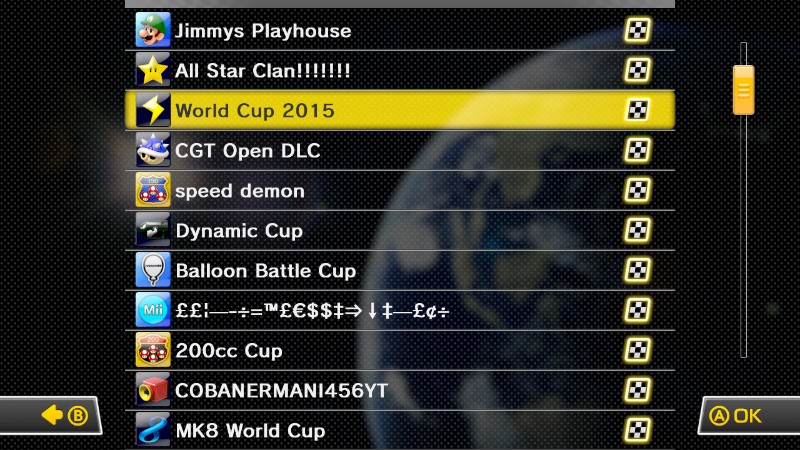 Jimmys Playhouse
All Star Clan!!!!!!!
World Cup 2015
CGT Open DLC
speed demon
Dynamic Cup
Balloon Battle Cup
Mii ££¦—-÷=™£€$$‡⇒↓‡—£¢÷
200cc Cup
COBANERMANI456YT
MK8 World Cup
B
A OK